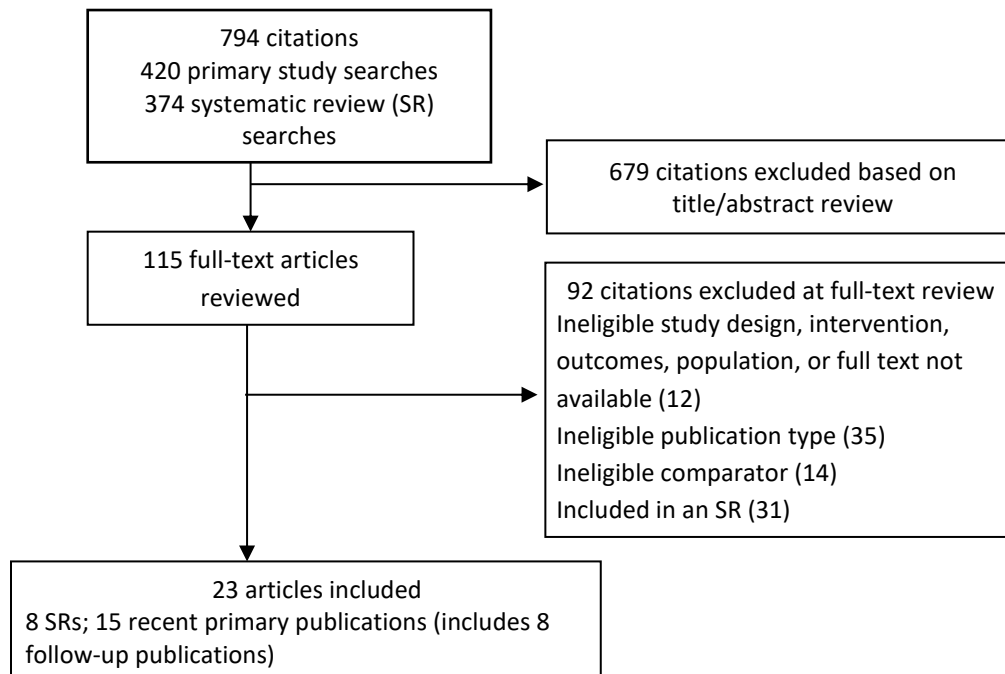 794 citations
420 primary study searches
374 systematic review (SR)
searches
679 citations excluded based on
title/abstract review
115 full-text articles
reviewed
92 citations excluded at full-text review
Ineligible study design, intervention,
outcomes, population, or full text not
available (12)
Ineligible publication type (35)
Ineligible comparator (14)
Included in an SR (31)
23 articles included
8 SRs; 15 recent primary publications (includes 8
follow-up publications)